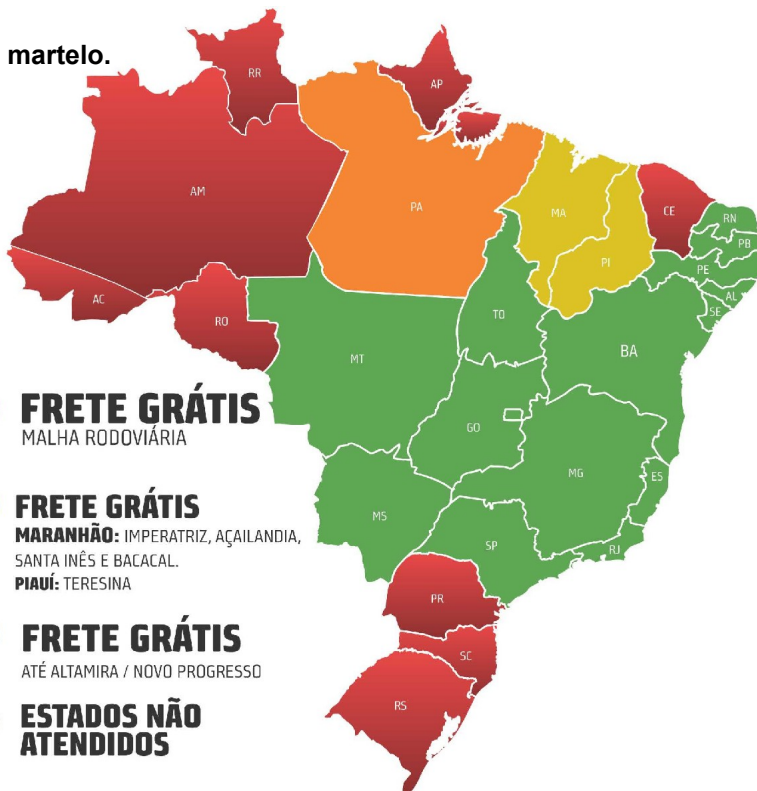 martelo.
RR
AP
AM
PA
MA
CE
RN
PB
PI
PE
AL
SE
AC
RO
TO
BA
MT
FRETE GRÁTIS
MALHA RODOVIÁRIA
GO
MG
ES
FRETE GRÁTIS
MARANHÃO: IMPERATRIZ, AÇAILANDIA,
SANTA INÊS E BACACAL.
PIAUÍ: TERESINA
MS
SP
RJ
PR
FRETE GRÁTIS
ATÉ ALTAMIRA / NOVO PROGRESSO
SC
RS
ESTADOS NÃO
ATENDIDOS